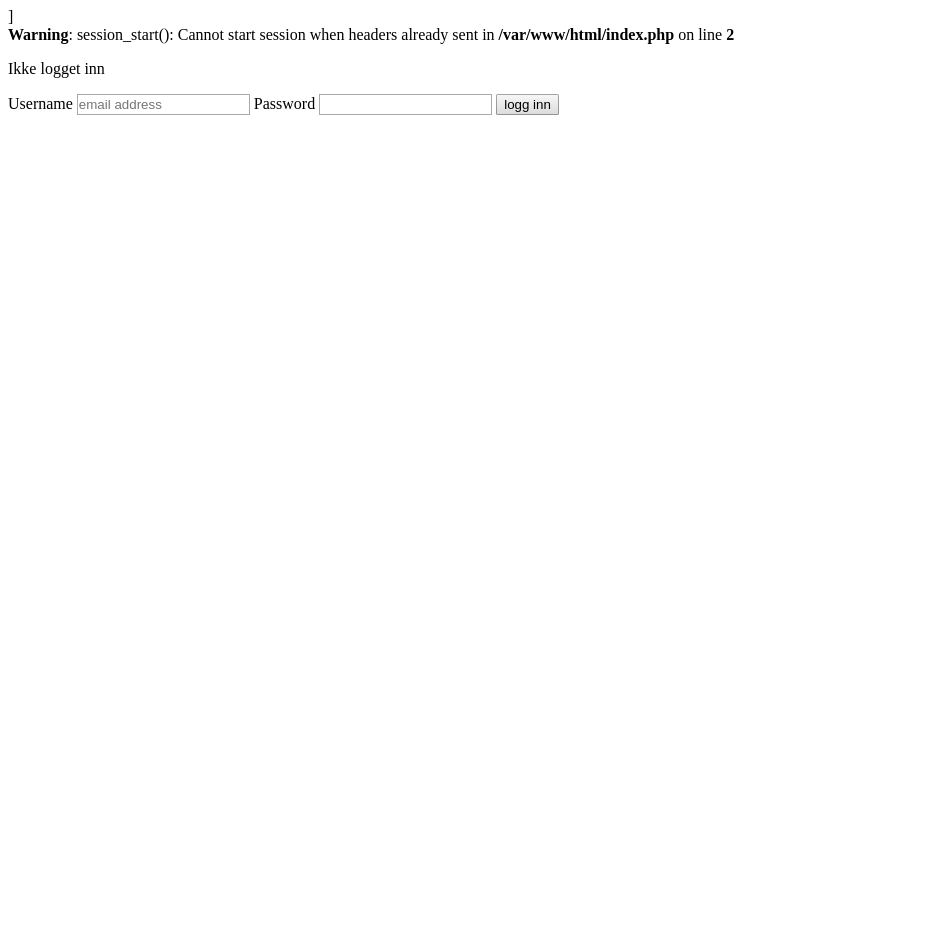 ]
Warning: session_start(): Cannot start session when headers already sent in /var/www/html/index.php on line 2
Ikke logget inn
Username email address Password logg inn